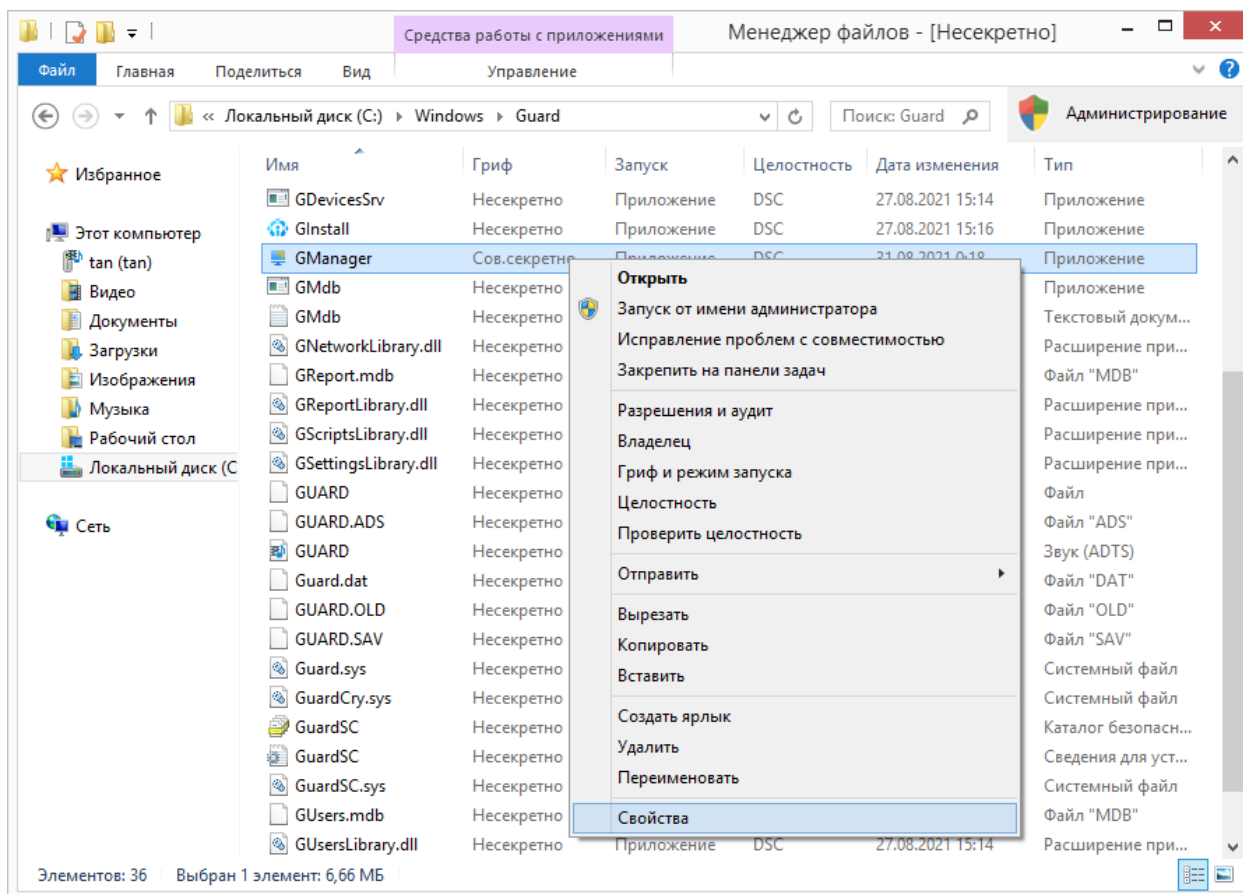 Средства работы с приложениями
Менеджер файлов - [Несекретно]
Файл Главная Поделиться Вид Управление
« Локальный диск (C:) Windows Guard
Поиск: Guard
Администрирование
Избранное
Этот компьютер
tan (tan)
Видео
Документы
Загрузки
Изображения
Музыка
Рабочий стол
Локальный диск (C
Сеть
Имя Гриф Запуск Целостность Дата изменения Тип
GDevicesSrv Несекретно Приложение DSC 27.08.2021 15:14 Приложение
GInstall Несекретно Приложение DSC 27.08.2021 15:16 Приложение
GManager Сов.секретно Приложение DSC 31.08.2021 0:18 Приложение
GMdb Несекретно Приложение
GMdb Несекретно Текстовый докум...
GNetworkLibrary.dll Несекретно Расширение при...
GReport.mdb Несекретно Файл "MDB"
GReportLibrary.dll Несекретно Расширение при...
GScriptsLibrary.dll Несекретно Расширение при...
GSettingsLibrary.dll Несекретно Расширение при...
GUARD Несекретно Файл
GUARD.ADS Несекретно Файл "ADS"
GUARD Несекретно Звук (ADTS)
Guard.dat Несекретно Файл "DAT"
GUARD.OLD Несекретно Файл "OLD"
GUARD.SAV Несекретно Файл "SAV"
Guard.sys Несекретно Системный файл
GuardCry.sys Несекретно Системный файл
GuardSC Несекретно Каталог безопасн...
GuardSC Несекретно Сведения для уст...
GuardSC.sys Несекретно Системный файл
GUsers.mdb Несекретно Файл "MDB"
GUsersLibrary.dll Несекретно Приложение DSC 27.08.2021 15:14 Расширение при...
Открыть
Запуск от имени администратора
Исправление проблем с совместимостью
Закрепить на панели задач
Разрешения и аудит
Владелец
Гриф и режим запуска
Целостность
Проверить целостность
Отправить
Вырезать
Копировать
Вставить
Создать ярлык
Удалить
Переименовать
Свойства
Элементов: 36 Выбран 1 элемент: 6,66 МБ